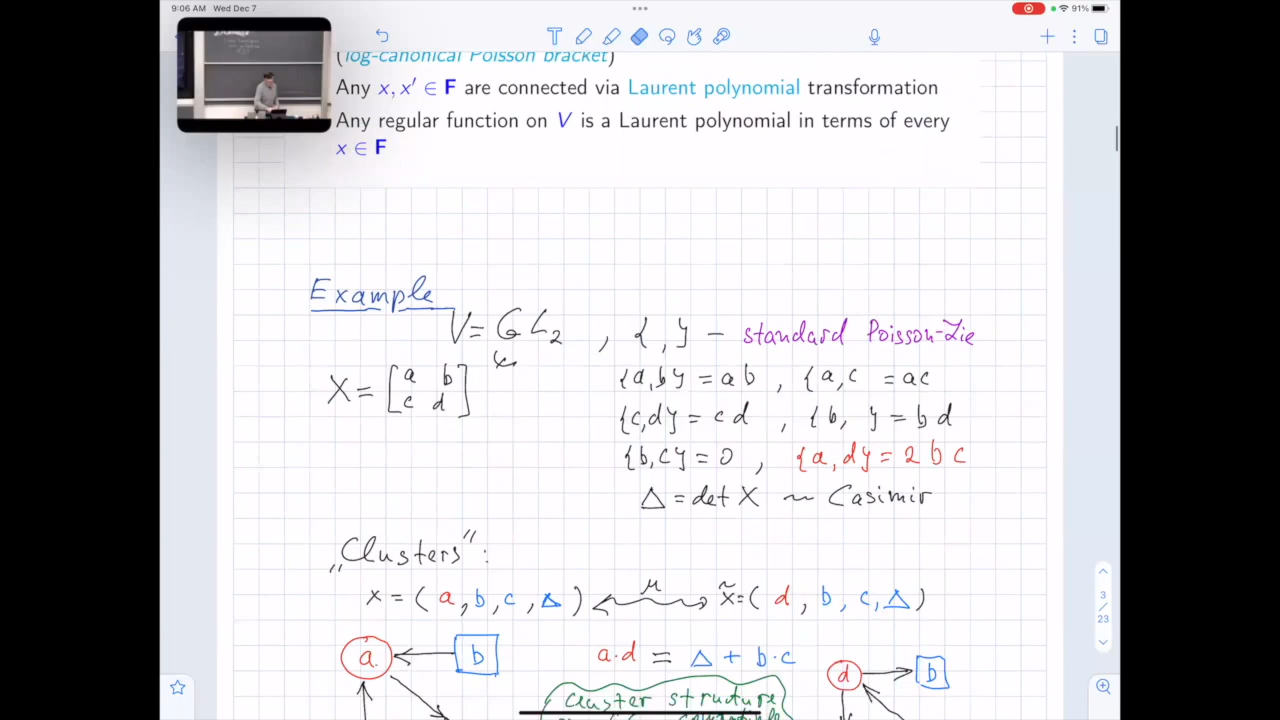 9:06 AM Wed Dec 7
91%
(log-canonical Poisson bracket)
Any x, x′ ∈ F are connected via Laurent polynomial transformation
Any regular function on V is a Laurent polynomial in terms of every
x ∈ F
Example
V = GL₂ , { , } – standard Poisson-Lie
X = [a b; c d]
{a,b} = ab , {a,c = ac
{c,d} = cd , {b, } = bd
{b,c} = 0 , {a,d} = 2bc
Δ = det X ~ Casimir
„Clusters":
x = (a, b, c, Δ) μ x̃ = (d, b, c, Δ)
a b a·d = Δ + b·c d b
cluster structure
3
/
23